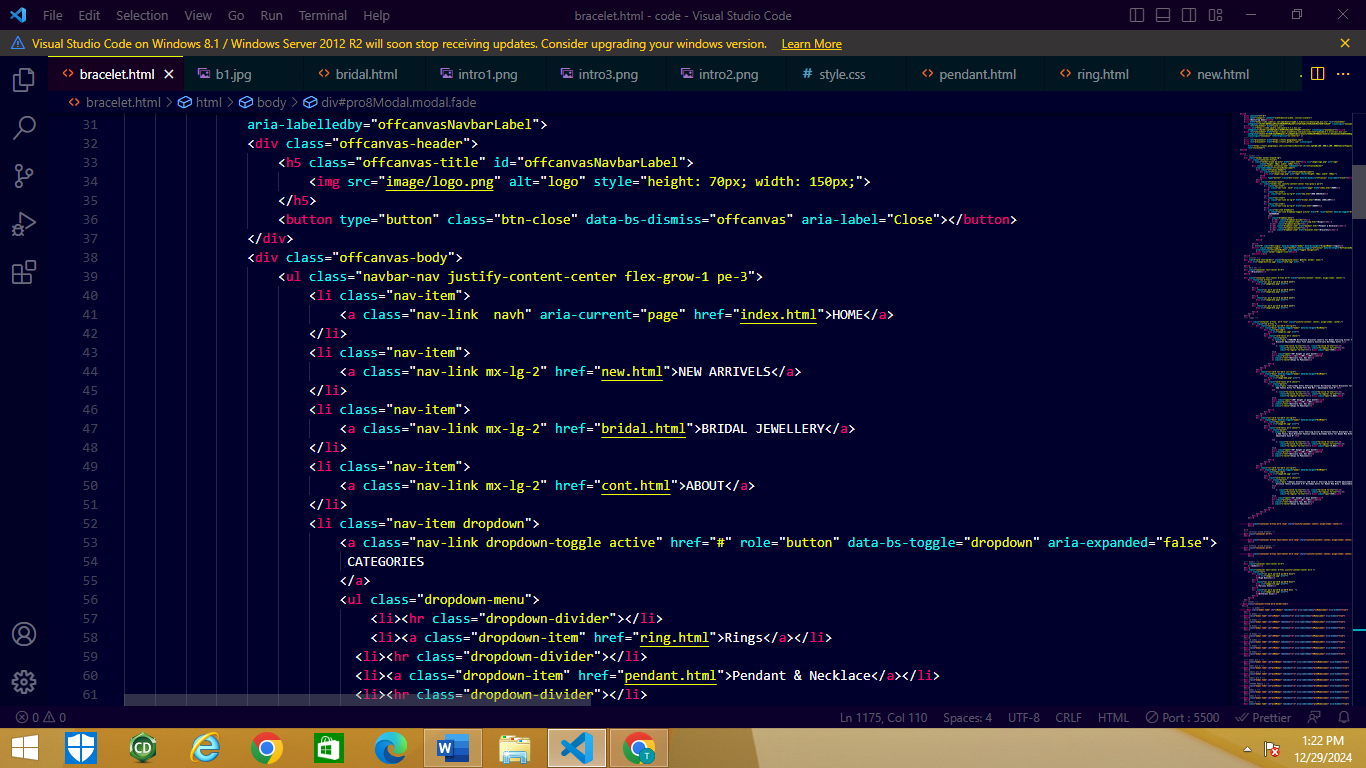 File Edit Selection View Go Run Terminal Help bracelet.html - code - Visual Studio Code
Visual Studio Code on Windows 8.1 / Windows Server 2012 R2 will soon stop receiving updates. Consider upgrading your windows version. Learn More
bracelet.html b1.jpg bridal.html intro1.png intro3.png intro2.png style.css pendant.html ring.html new.html
bracelet.html > html > body > div#pro8Modal.modal.fade
31 aria-labelledby="offcanvasNavbarLabel">
32 <div class="offcanvas-header">
33 <h5 class="offcanvas-title" id="offcanvasNavbarLabel">
34 <img src="image/logo.png" alt="logo" style="height: 70px; width: 150px;">
35 </h5>
36 <button type="button" class="btn-close" data-bs-dismiss="offcanvas" aria-label="Close"></button>
37 </div>
38 <div class="offcanvas-body">
39 <ul class="navbar-nav justify-content-center flex-grow-1 pe-3">
40 <li class="nav-item">
41 <a class="nav-link  navh" aria-current="page" href="index.html">HOME</a>
42 </li>
43 <li class="nav-item">
44 <a class="nav-link mx-lg-2" href="new.html">NEW ARRIVELS</a>
45 </li>
46 <li class="nav-item">
47 <a class="nav-link mx-lg-2" href="bridal.html">BRIDAL JEWELLERY</a>
48 </li>
49 <li class="nav-item">
50 <a class="nav-link mx-lg-2" href="cont.html">ABOUT</a>
51 </li>
52 <li class="nav-item dropdown">
53 <a class="nav-link dropdown-toggle active" href="#" role="button" data-bs-toggle="dropdown" aria-expanded="false">
54 CATEGORIES
55 </a>
56 <ul class="dropdown-menu">
57 <li><hr class="dropdown-divider"></li>
58 <li><a class="dropdown-item" href="ring.html">Rings</a></li>
59 <li><hr class="dropdown-divider"></li>
60 <li><a class="dropdown-item" href="pendant.html">Pendant & Necklace</a></li>
61 <li><hr class="dropdown-divider"></li>
0 0 Ln 1175, Col 110 Spaces: 4 UTF-8 CRLF HTML Port : 5500 Prettier
1:22 PM
12/29/2024